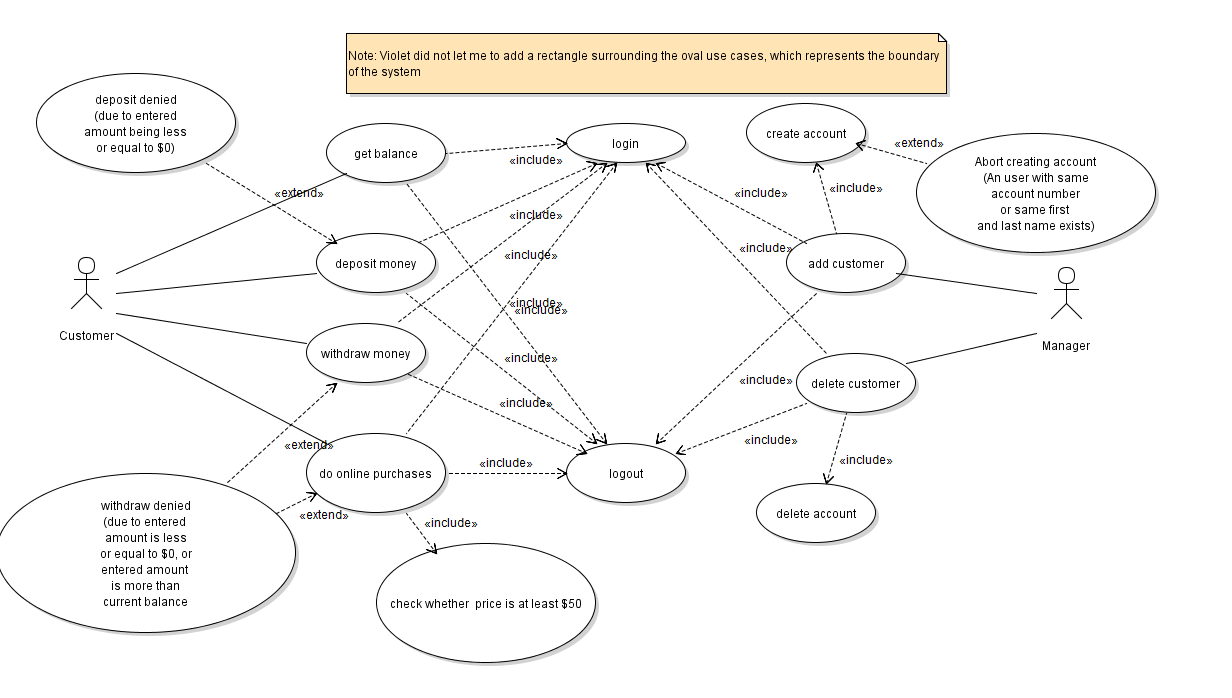 Note: Violet did not let me to add a rectangle surrounding the oval use cases, which represents the boundary
of the system
deposit denied
(due to entered
amount being less
or equal to $0)
get balance
«include»
login
create account
«extend»
Abort creating account
(An user with same
account number
or same first
and last name exists)
«extend»
«include»
«include»
«include»
deposit money
«include»
«include»
add customer
«include»
«include»
Customer
Manager
withdraw money
«include»
«include»
delete customer
«include»
«extend»
do online purchases
«include»
logout
«include»
«include»
withdraw denied
(due to entered
amount is less
or equal to $0, or
entered amount
is more than
current balance
«extend»
«include»
delete account
check whether  price is at least $50